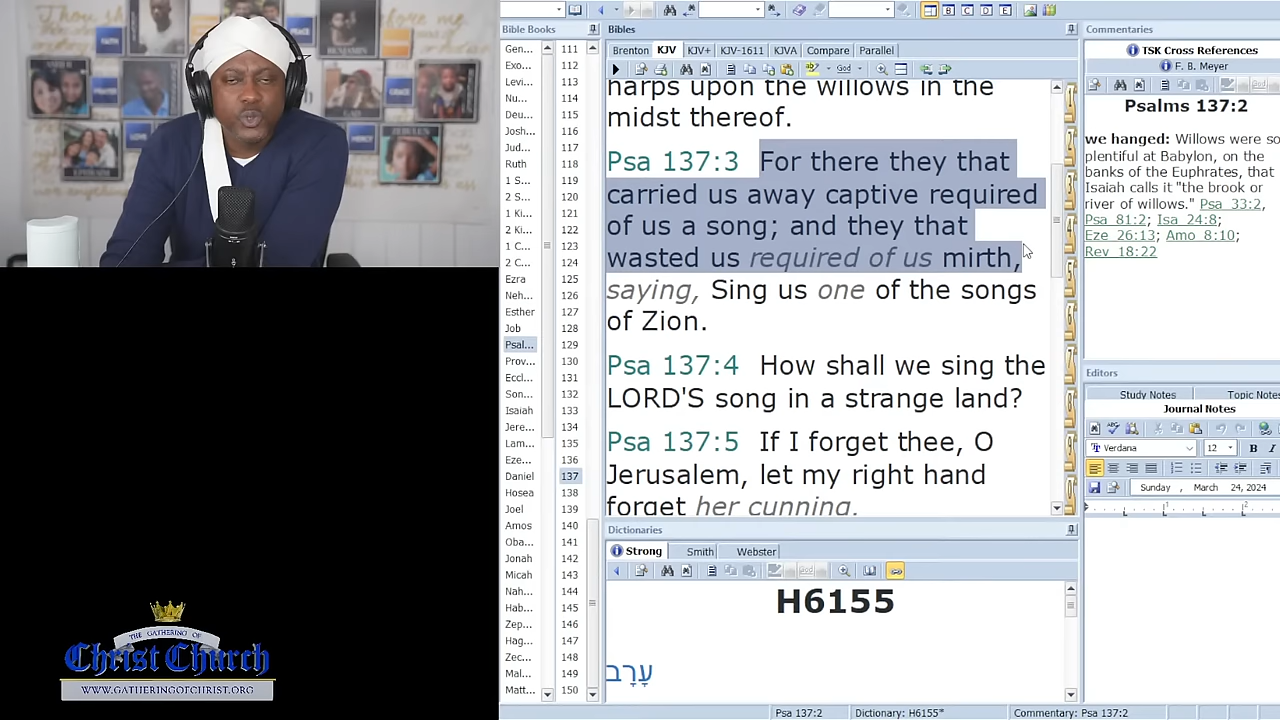 Bible Books
Gen...
Exo...
Levi...
Nu...
Deu...
Josh...
Jud...
Ruth
1 S...
2 S...
1 Ki...
2 Ki...
1 C...
2 C...
Ezra
Neh...
Esther
Job
Psal...
Prov...
Eccl...
Son...
Isaiah
Jere...
Lam...
Eze...
Daniel
Hosea
Joel
Amos
Oba...
Jonah
Micah
Nah...
Hab...
Zep...
Hag...
Zec...
Mal...
Matt...
111
112
113
114
115
116
117
118
119
120
121
122
123
124
125
126
127
128
129
130
131
132
133
134
135
136
137
138
139
140
141
142
143
144
145
146
147
148
149
150
B C D E
Bibles
Brenton KJV KJV+ KJV-1611 KJVA Compare Parallel
God
harps upon the willows in the
midst thereof.
Psa 137:3 For there they that
carried us away captive required
of us a song; and they that
wasted us required of us mirth,
saying, Sing us one of the songs
of Zion.
Psa 137:4 How shall we sing the
LORD'S song in a strange land?
Psa 137:5 If I forget thee, O
Jerusalem, let my right hand
forget her cunning.
Dictionaries
Strong Smith Webster
H6155
עָרָב
Commentaries
TSK Cross References
F. B. Meyer
Psalms 137:2
we hanged: Willows were so
plentiful at Babylon, on the
banks of the Euphrates, that
Isaiah calls it "the brook or
river of willows." Psa 33:2,
Psa 81:2; Isa 24:8;
Eze 26:13; Amo 8:10;
Rev 18:22
Editors
Study Notes Topic Notes
Journal Notes
Verdana 12 B I
Sunday , March 24, 2024
Psa 137:2 Dictionary: H6155* Commentary: Psa 137:2
THE GATHERING OF
Christ Church
WWW.GATHERINGOFCHRIST.ORG